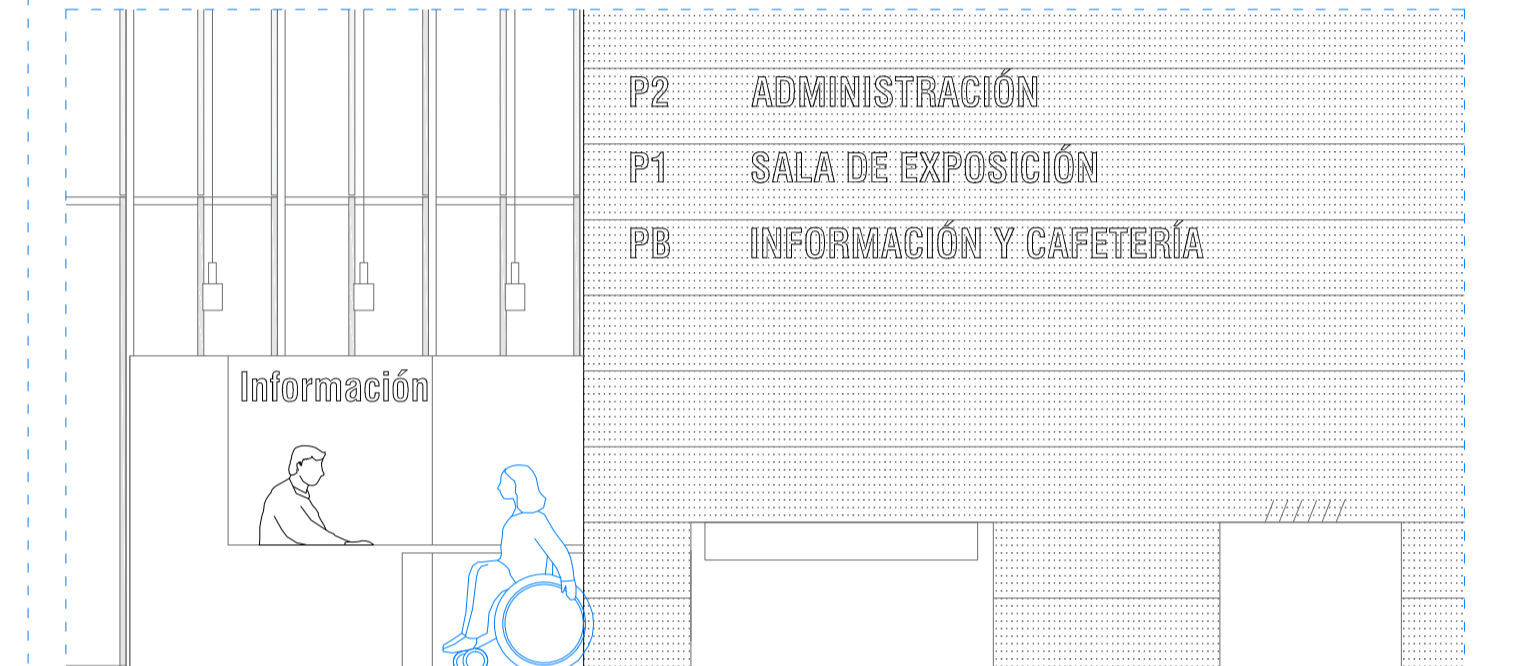 P2 ADMINISTRACIÓN
P1 SALA DE EXPOSICIÓN
PB INFORMACIÓN Y CAFETERÍA
Información